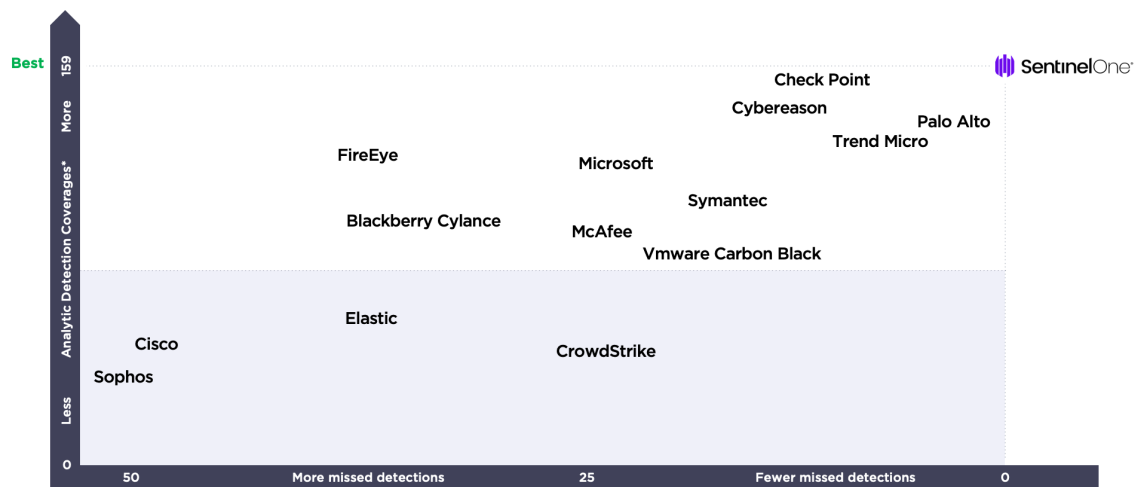 Best
159
SentinelOne®
Check Point
Cybereason
More
Palo Alto
Trend Micro
FireEye
Microsoft
Analytic Detection Coverages*
Symantec
Blackberry Cylance
McAfee
Vmware Carbon Black
Elastic
Cisco
CrowdStrike
Sophos
Less
0
50
More missed detections
25
Fewer missed detections
0